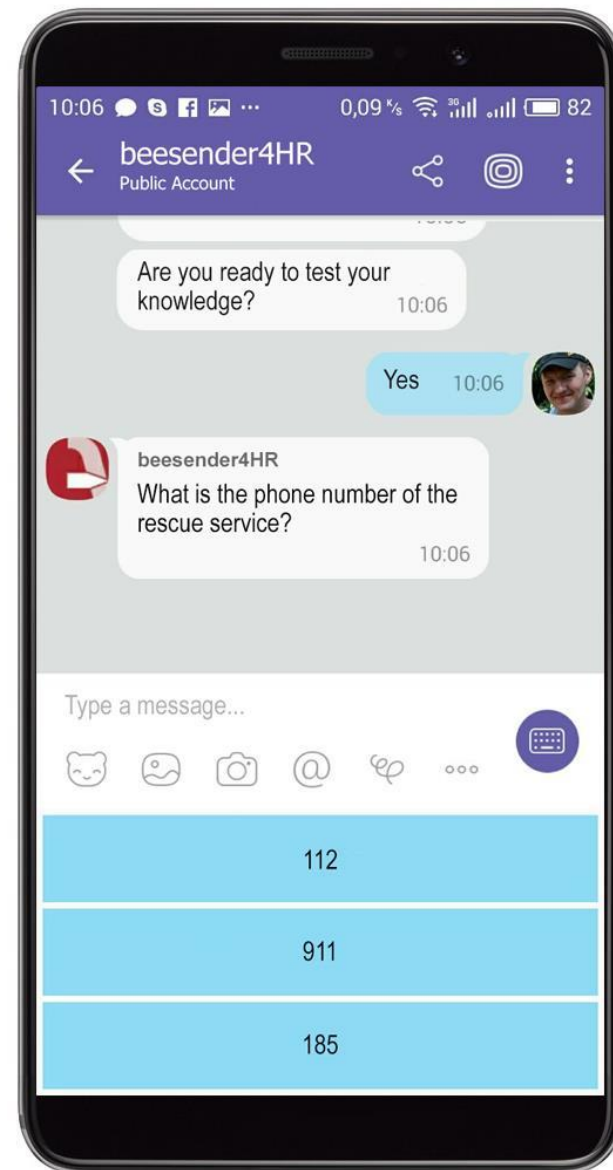 10:06 ... 0,09 K/s 3G 82
beesender4HR
Public Account
Are you ready to test your
knowledge?
10:06
Yes 10:06
beesender4HR
What is the phone number of the
rescue service?
10:06
Type a message...
112
911
185